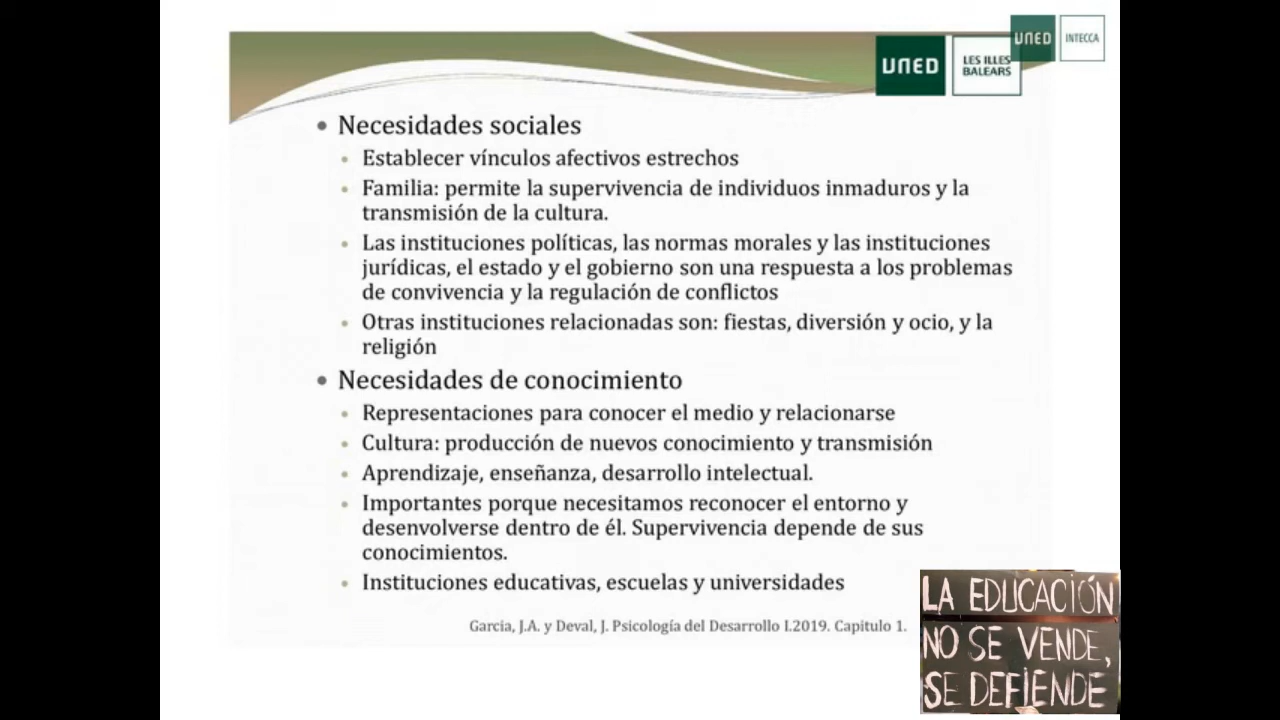 UNED
INTECCA
UNED
LES ILLES
BALEARS
• Necesidades sociales
• Establecer vínculos afectivos estrechos
• Familia: permite la supervivencia de individuos inmaduros y la
transmisión de la cultura.
• Las instituciones políticas, las normas morales y las instituciones
jurídicas, el estado y el gobierno son una respuesta a los problemas
de convivencia y la regulación de conflictos
• Otras instituciones relacionadas son: fiestas, diversión y ocio, y la
religión
• Necesidades de conocimiento
• Representaciones para conocer el medio y relacionarse
• Cultura: producción de nuevos conocimiento y transmisión
• Aprendizaje, enseñanza, desarrollo intelectual.
• Importantes porque necesitamos reconocer el entorno y
desenvolverse dentro de él. Supervivencia depende de sus
conocimientos.
• Instituciones educativas, escuelas y universidades
Garcia, J.A. y Deval, J. Psicología del Desarrollo I.2019. Capitulo 1.
LA EDUCACIÓN
NO SE VENDE,
SE DEFIENDE